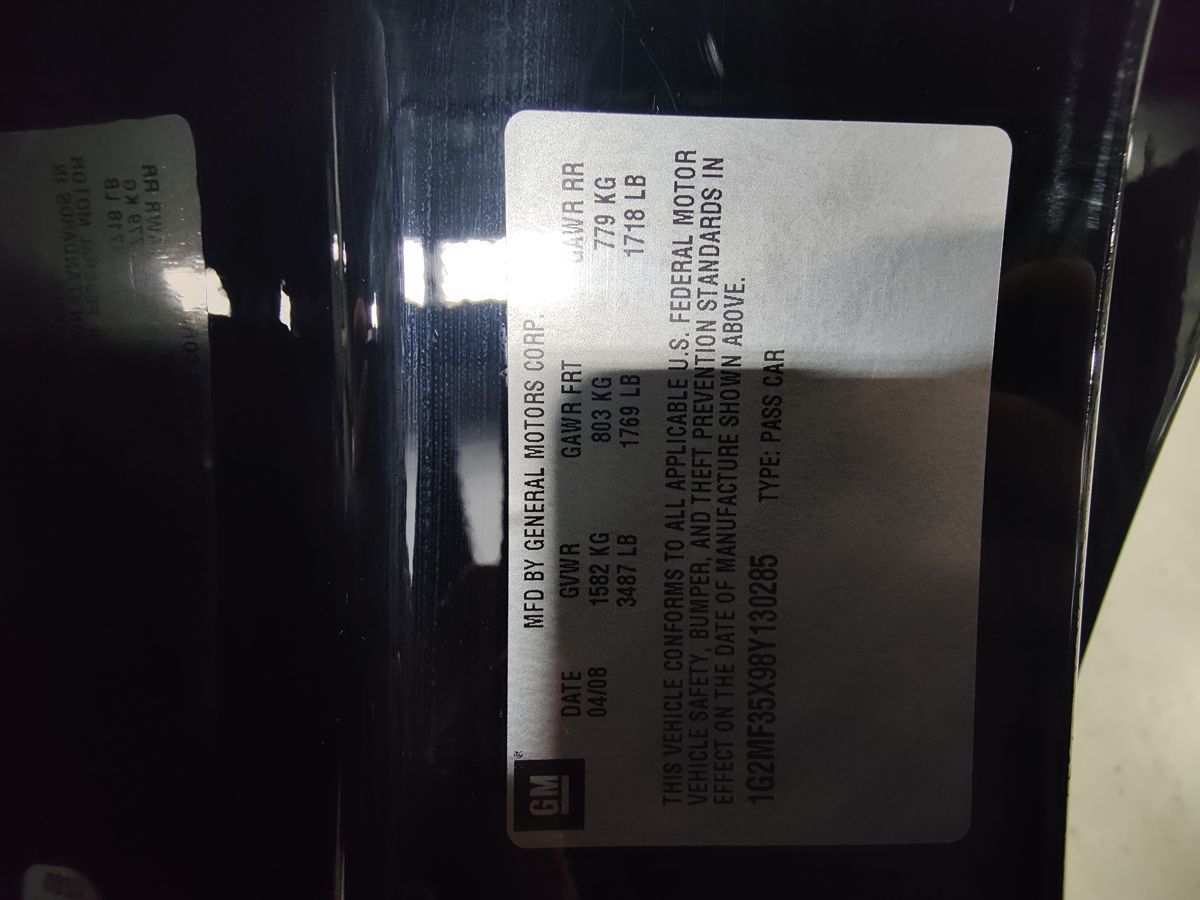 GM®
MFD BY GENERAL MOTORS CORP.
DATE GVWR GAWR FRT GAWR RR
04/08 1582 KG 803 KG 779 KG
3487 LB 1769 LB 1718 LB
THIS VEHICLE CONFORMS TO ALL APPLICABLE U.S. FEDERAL MOTOR
VEHICLE SAFETY, BUMPER, AND THEFT PREVENTION STANDARDS IN
EFFECT ON THE DATE OF MANUFACTURE SHOWN ABOVE.
1G2MF35X98Y130285 TYPE: PASS CAR